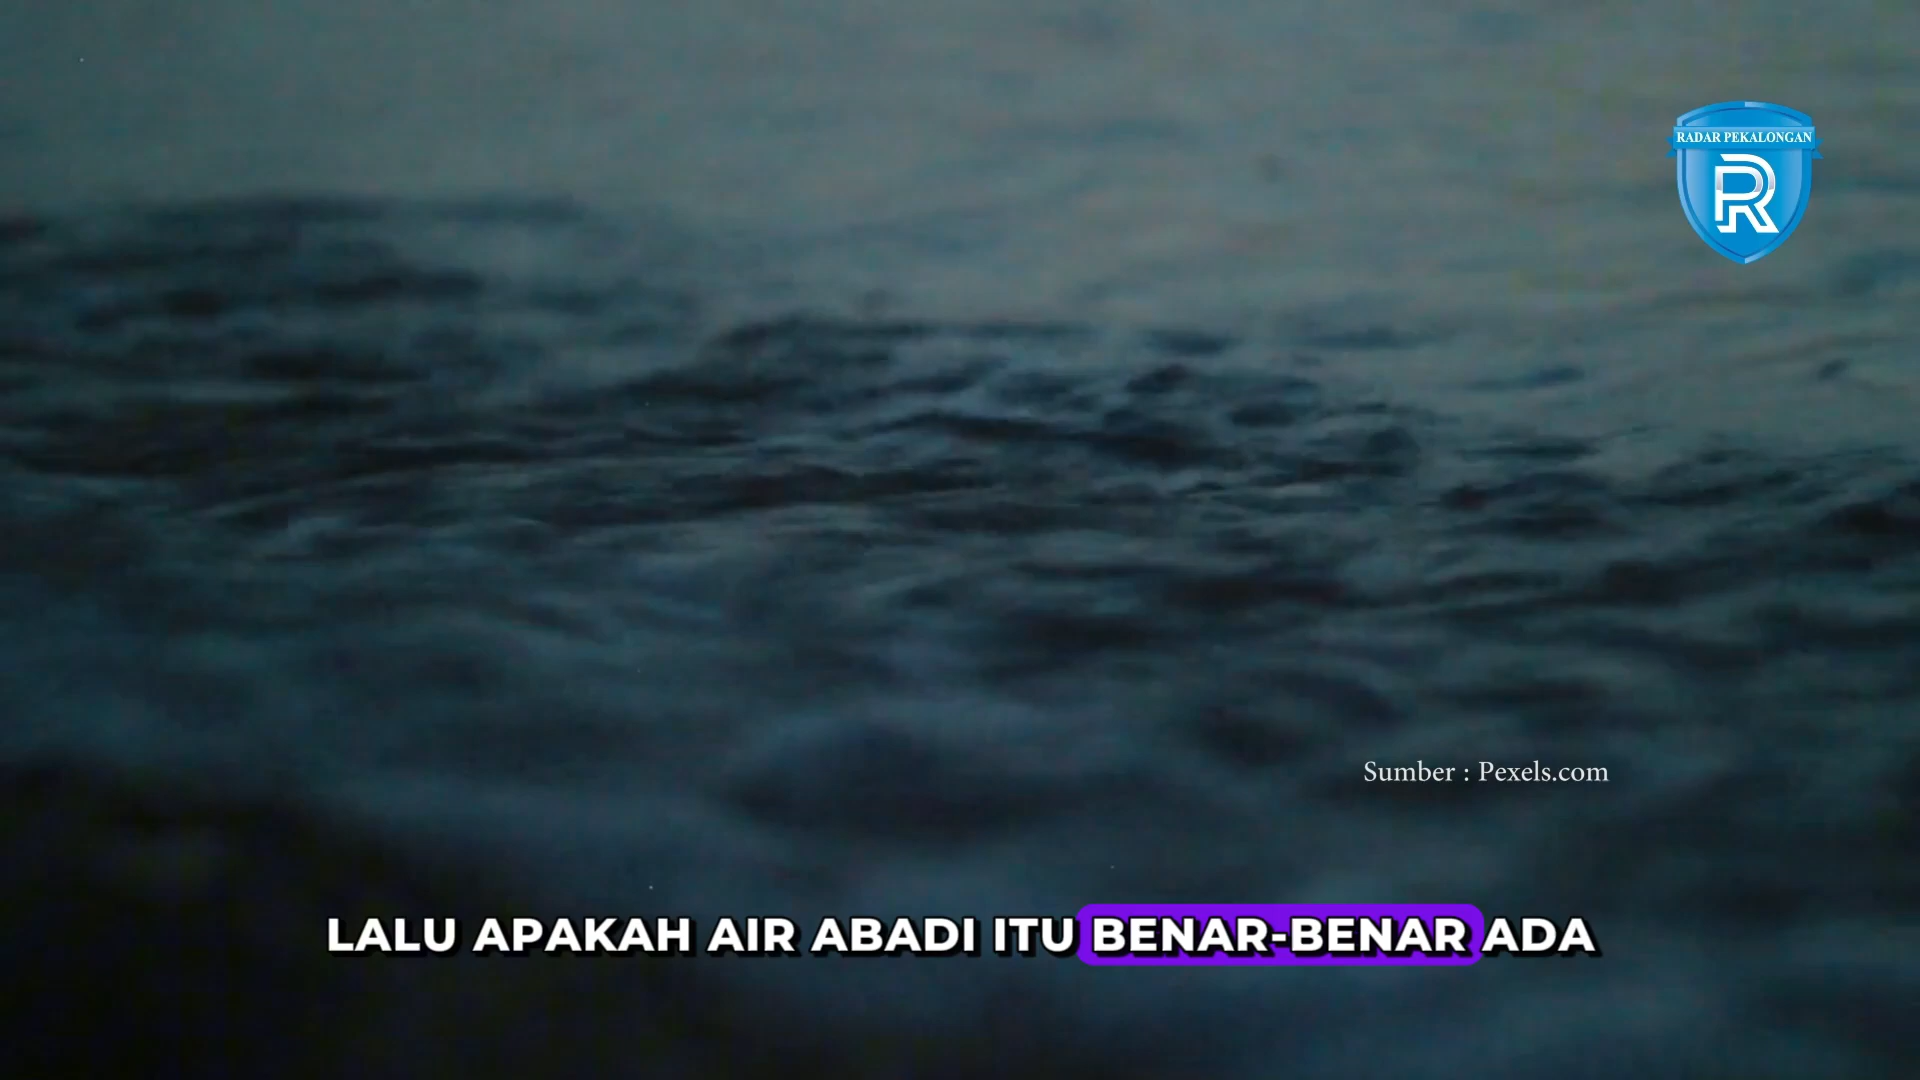 RADAR PEKALONGAN
R
Sumber : Pexels.com
LALU APAKAH AIR ABADI ITU BENAR-BENAR ADA